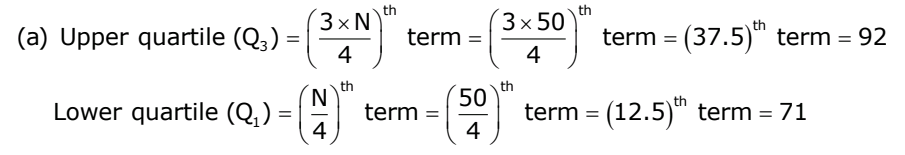 (a) Upper quartile (Q₃) = (3 × N / 4)ᵗʰ term = (3 × 50 / 4)ᵗʰ term = (37.5)ᵗʰ term = 92
Lower quartile (Q₁) = (N / 4)ᵗʰ term = (50 / 4)ᵗʰ term = (12.5)ᵗʰ term = 71